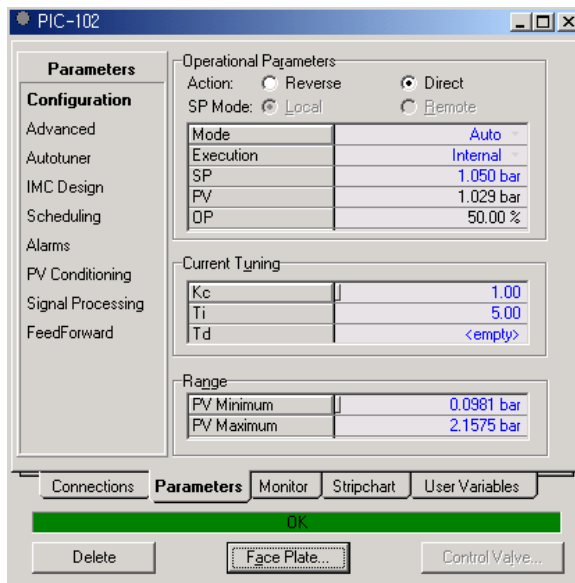 PIC-102
Parameters
Configuration
Advanced
Autotuner
IMC Design
Scheduling
Alarms
PV Conditioning
Signal Processing
FeedForward
Operational Parameters
Action: Reverse Direct
SP Mode: Local Remote
Mode Auto
Execution Internal
SP 1.050 bar
PV 1.029 bar
OP 50.00 %
Current Tuning
Kc 1.00
Ti 5.00
Td <empty>
Range
PV Minimum 0.0981 bar
PV Maximum 2.1575 bar
Connections Parameters Monitor Stripchart User Variables
OK
Delete Face Plate... Control Valve...